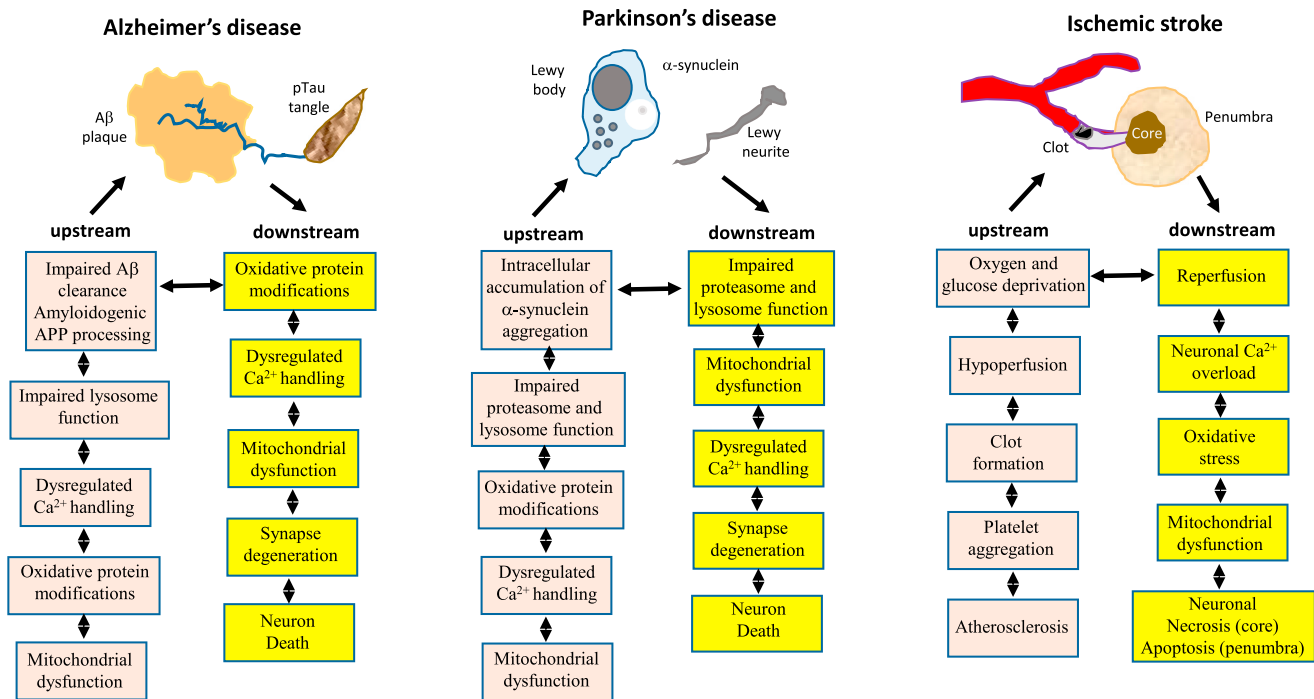 Alzheimer's disease
Aβ
plaque
pTau
tangle
upstream
downstream
Impaired Aβ
clearance
Amyloidogenic
APP processing
Impaired lysosome
function
Dysregulated
Ca²⁺ handling
Oxidative protein
modifications
Mitochondrial
dysfunction
Oxidative protein
modifications
Dysregulated
Ca²⁺ handling
Mitochondrial
dysfunction
Synapse
degeneration
Neuron
Death
Parkinson's disease
Lewy
body
α-synuclein
Lewy
neurite
upstream
downstream
Intracellular
accumulation of
α-synuclein
aggregation
Impaired
proteasome and
lysosome function
Oxidative protein
modifications
Dysregulated
Ca²⁺ handling
Mitochondrial
dysfunction
Impaired
proteasome and
lysosome function
Mitochondrial
dysfunction
Dysregulated
Ca²⁺ handling
Synapse
degeneration
Neuron
Death
Ischemic stroke
Penumbra
Core
Clot
upstream
downstream
Oxygen and
glucose deprivation
Hypoperfusion
Clot
formation
Platelet
aggregation
Atherosclerosis
Reperfusion
Neuronal Ca²⁺
overload
Oxidative
stress
Mitochondrial
dysfunction
Neuronal
Necrosis (core)
Apoptosis (penumbra)